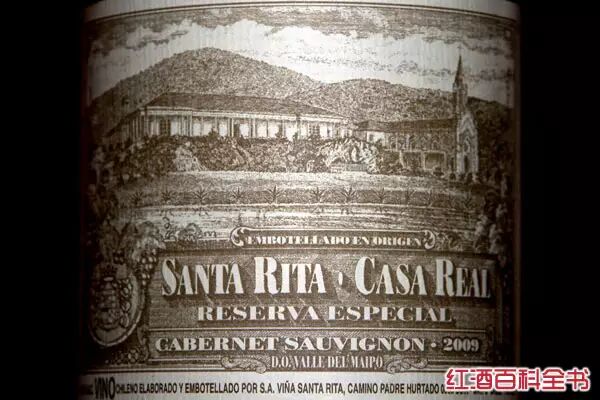 EMBOTELLADO EN ORIGEN
SANTA RITA · CASA REAL
RESERVA ESPECIAL
CABERNET SAUVIGNON · 2009
D.O. VALLE DEL MAIPO
VINO CHILENO ELABORADO Y EMBOTELLADO POR S.A. VIÑA SANTA RITA, CAMINO PADRE HURTADO
红酒百科全书